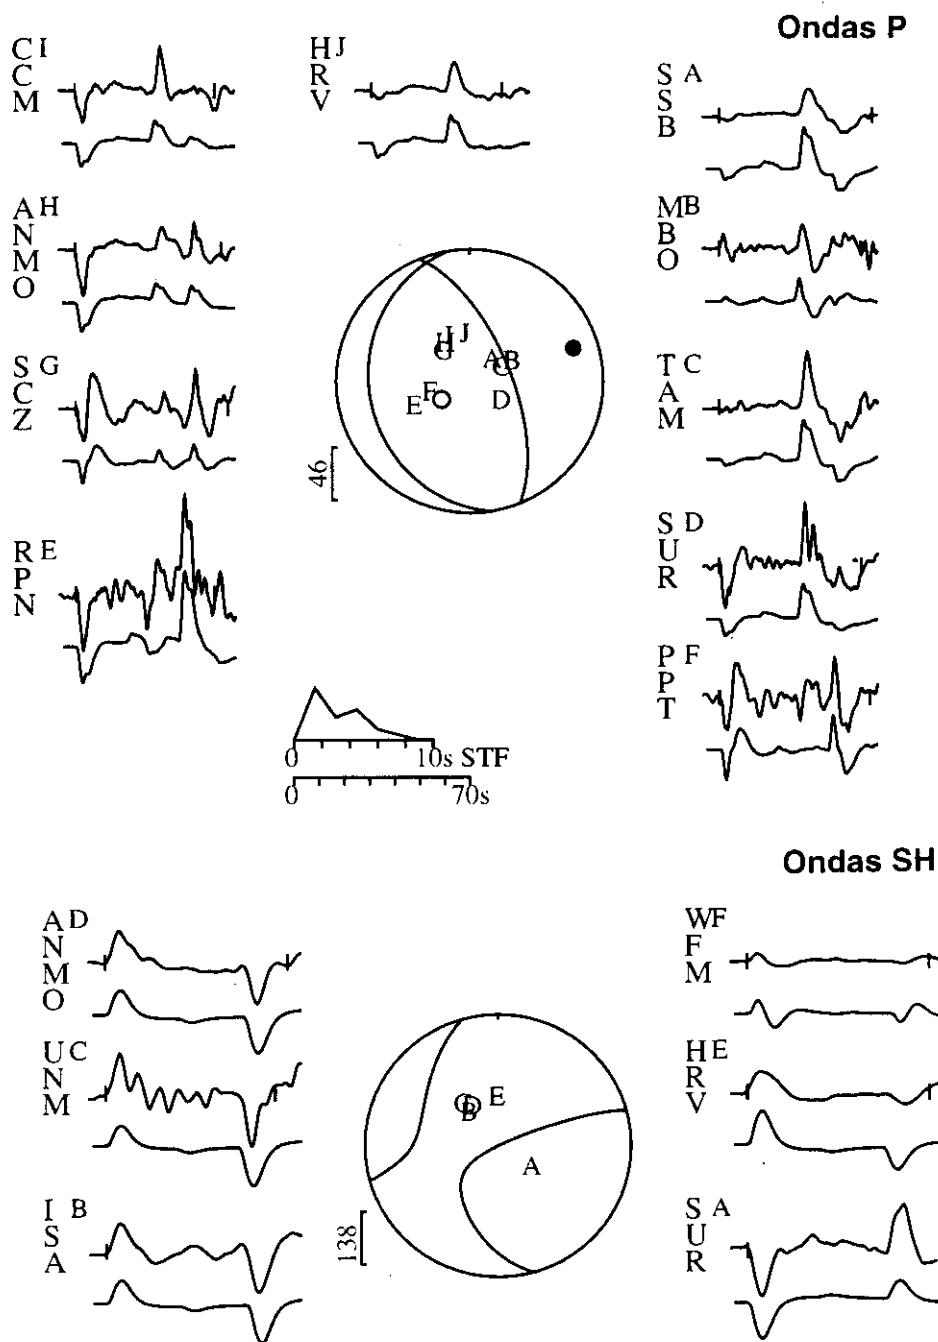 Ondas P
CCM I
HRV J
SSB A
ANMO H
MBO B
SCZ G
TAM C
RPN E
SUR D
PPT F
H I J
G
A B
C
F
E
D
46
0 10s STF
0 70s
Ondas SH
ANMO D
WFM F
UNM C
HRV E
ISA B
SUR A
C D E
B
A
138